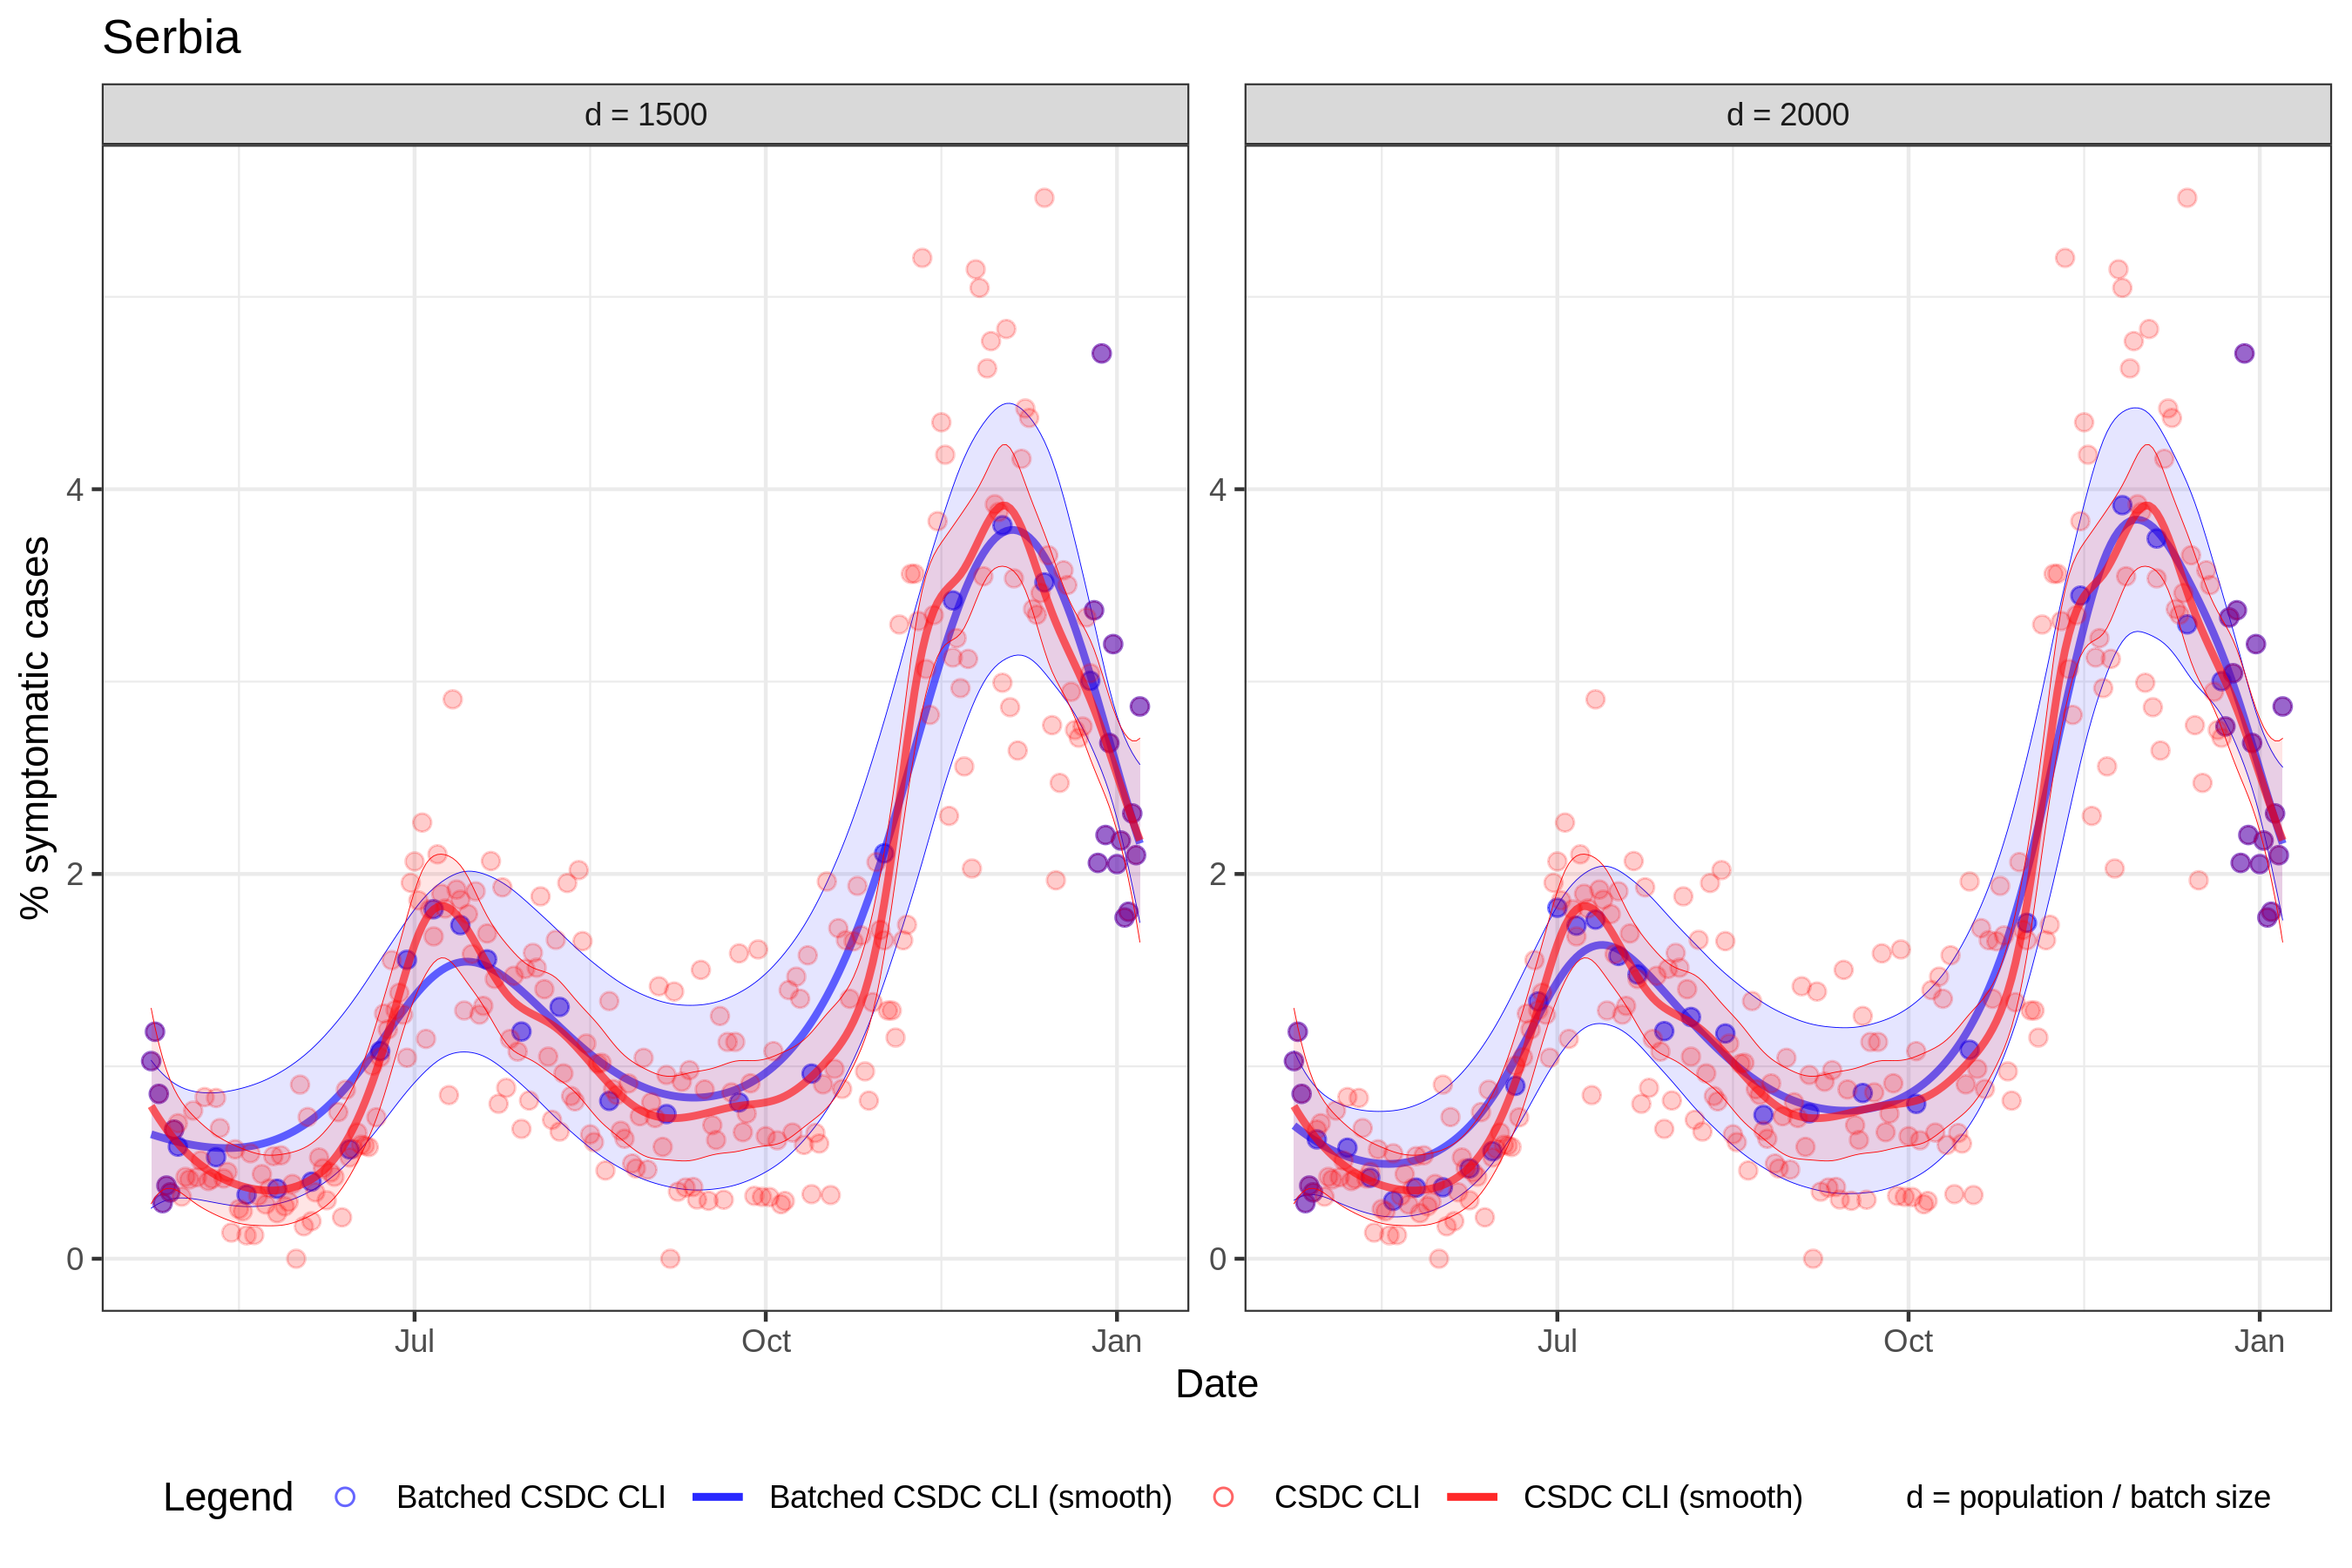 Serbia
d = 1500
d = 2000
% symptomatic cases
4
2
0
4
2
0
Jul
Oct
Jan
Jul
Oct
Jan
Date
Legend
Batched CSDC CLI
Batched CSDC CLI (smooth)
CSDC CLI
CSDC CLI (smooth)
d = population / batch size